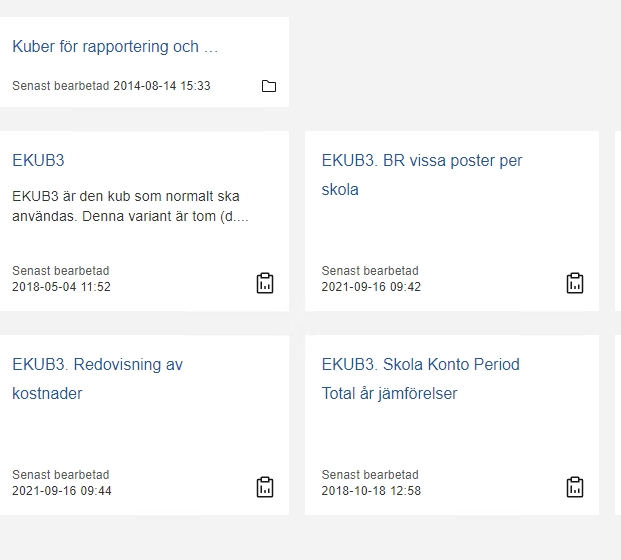 Kuber för rapportering och …
Senast bearbetad 2014-08-14 15:33
EKUB3
EKUB3 är den kub som normalt ska
användas. Denna variant är tom (d....
Senast bearbetad
2018-05-04 11:52
EKUB3. BR vissa poster per
skola
Senast bearbetad
2021-09-16 09:42
EKUB3. Redovisning av
kostnader
Senast bearbetad
2021-09-16 09:44
EKUB3. Skola Konto Period
Total år jämförelser
Senast bearbetad
2018-10-18 12:58